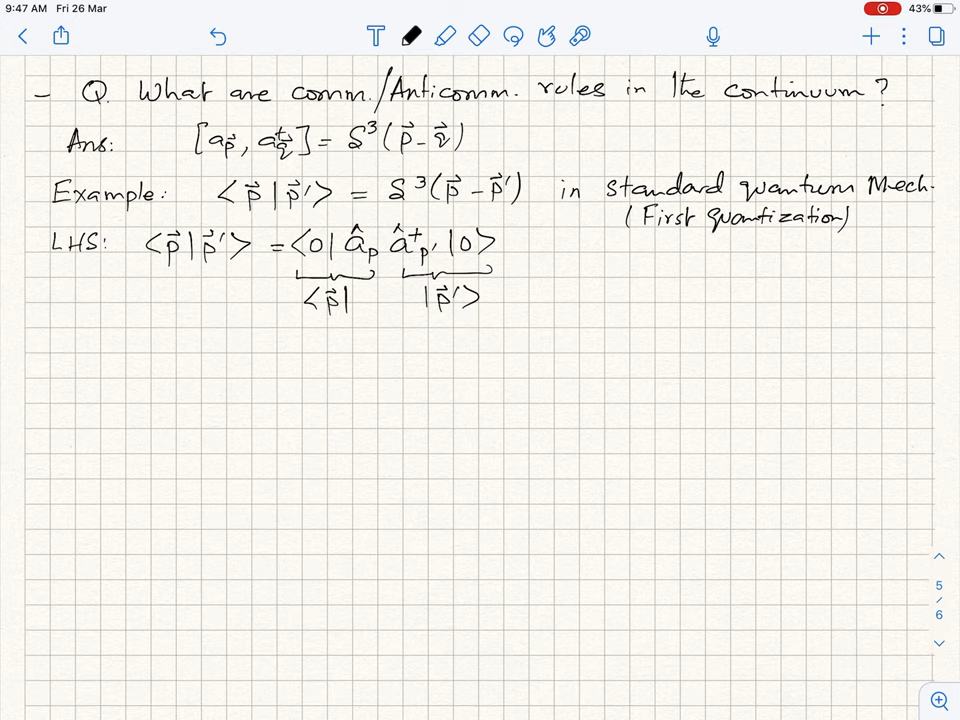 9:47 AM Fri 26 Mar
43%
T
- Q. What are comm./Anticomm. rules in the continuum?
Ans: [a_p⃗, a†_q⃗] = δ³(p⃗ - q⃗)
Example: ⟨p⃗|p⃗'⟩ = δ³(p⃗ - p⃗') in standard quantum Mech.
(First quantization)
LHS: ⟨p⃗|p⃗'⟩ = ⟨0| â_p â†_p' |0⟩
⟨p⃗| |p⃗'⟩
5
/
6